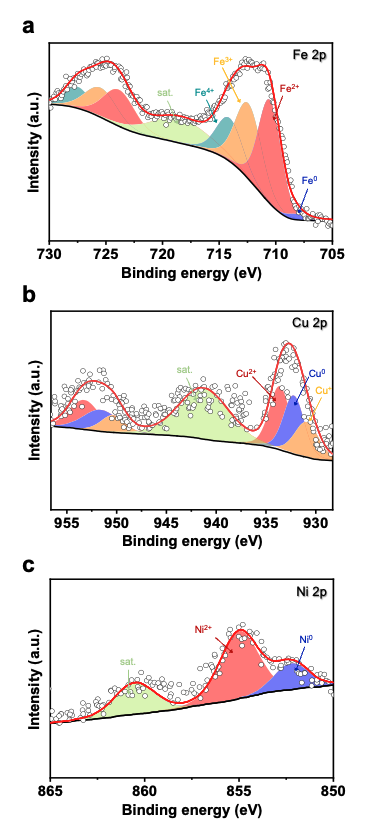 a
Fe 2p
Fe³⁺
Fe⁴⁺
sat.
Fe²⁺
Fe⁰
Intensity (a.u.)
730 725 720 715 710 705
Binding energy (eV)
b
Cu 2p
sat.
Cu²⁺
Cu⁰
Cu⁺
Intensity (a.u.)
955 950 945 940 935 930
Binding energy (eV)
c
Ni 2p
Ni²⁺
Ni⁰
sat.
Intensity (a.u.)
865 860 855 850
Binding energy (eV)